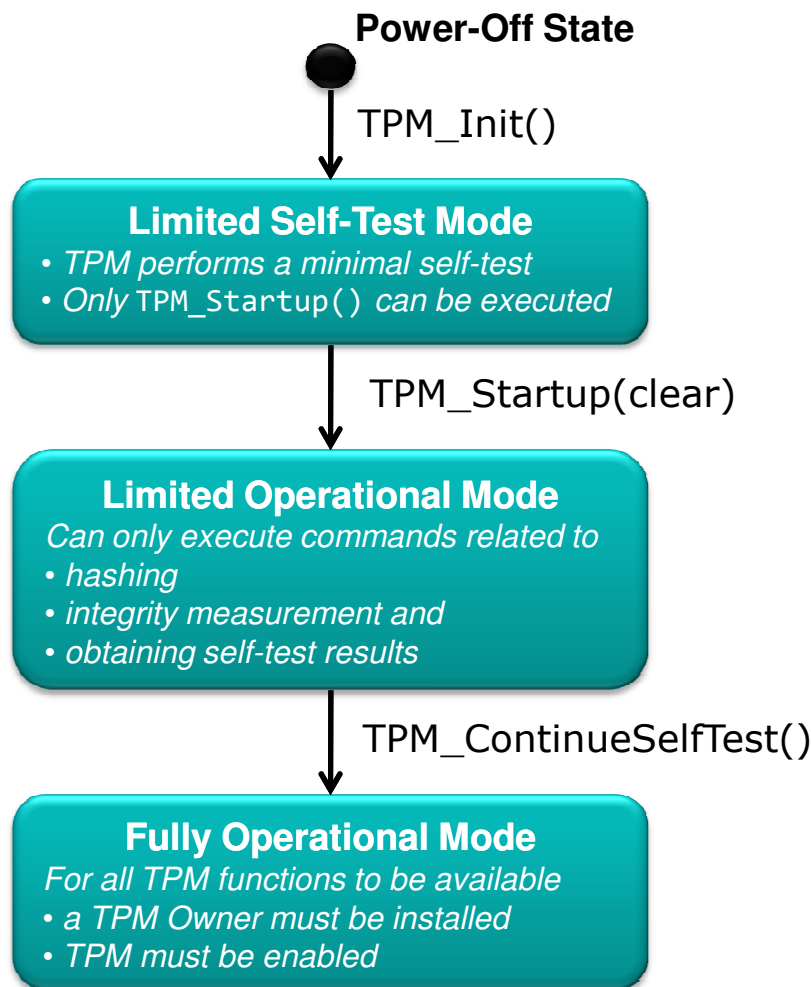 Power-Off State
TPM_Init()
Limited Self-Test Mode
• TPM performs a minimal self-test
• Only TPM_Startup() can be executed
TPM_Startup(clear)
Limited Operational Mode
Can only execute commands related to
• hashing
• integrity measurement and
• obtaining self-test results
TPM_ContinueSelfTest()
Fully Operational Mode
For all TPM functions to be available
• a TPM Owner must be installed
• TPM must be enabled